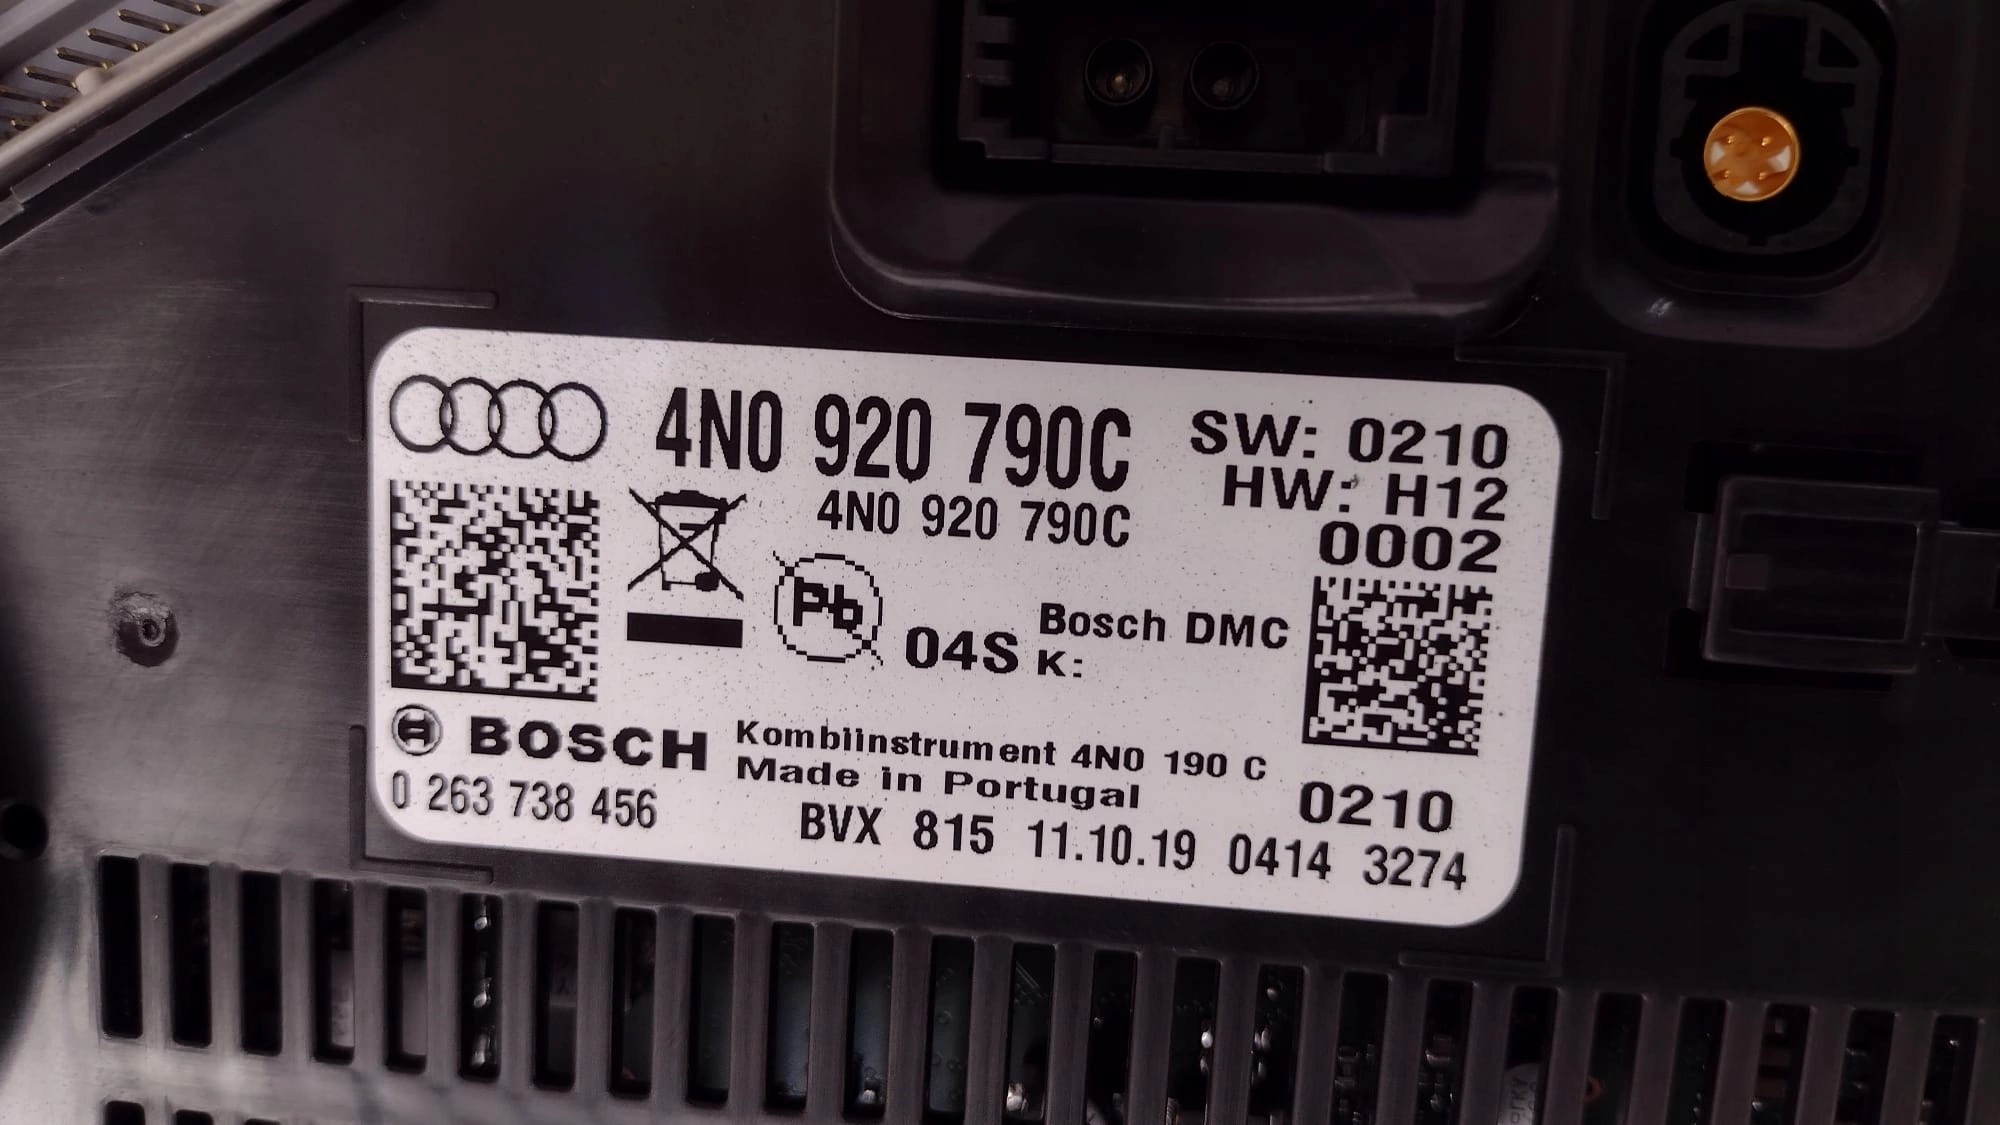 4N0 920 790C
4N0 920 790C
SW: 0210
HW: H12
0002
Pb
04S
Bosch DMC
K:
BOSCH
Kombiinstrument 4N0 190 C
Made in Portugal
0 263 738 456
0210
BVX 815 11.10.19 0414 3274